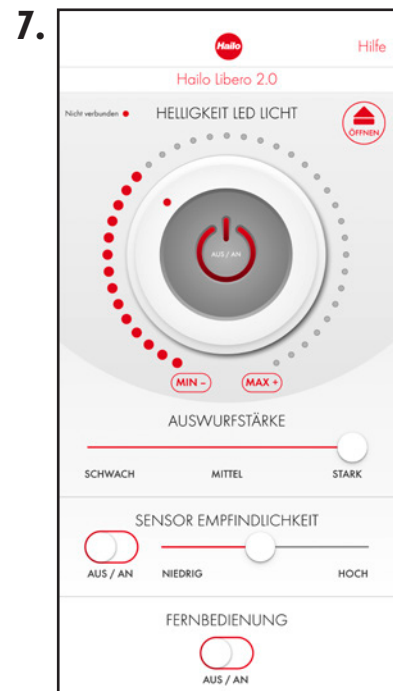 7.
Hailo
Hilfe
Hailo Libero 2.0
Nicht verbunden
HELLIGKEIT LED LICHT
ÖFFNEN
AUS / AN
MIN –
MAX +
AUSWURFSTÄRKE
SCHWACH MITTEL STARK
SENSOR EMPFINDLICHKEIT
AUS / AN NIEDRIG HOCH
FERNBEDIENUNG
AUS / AN